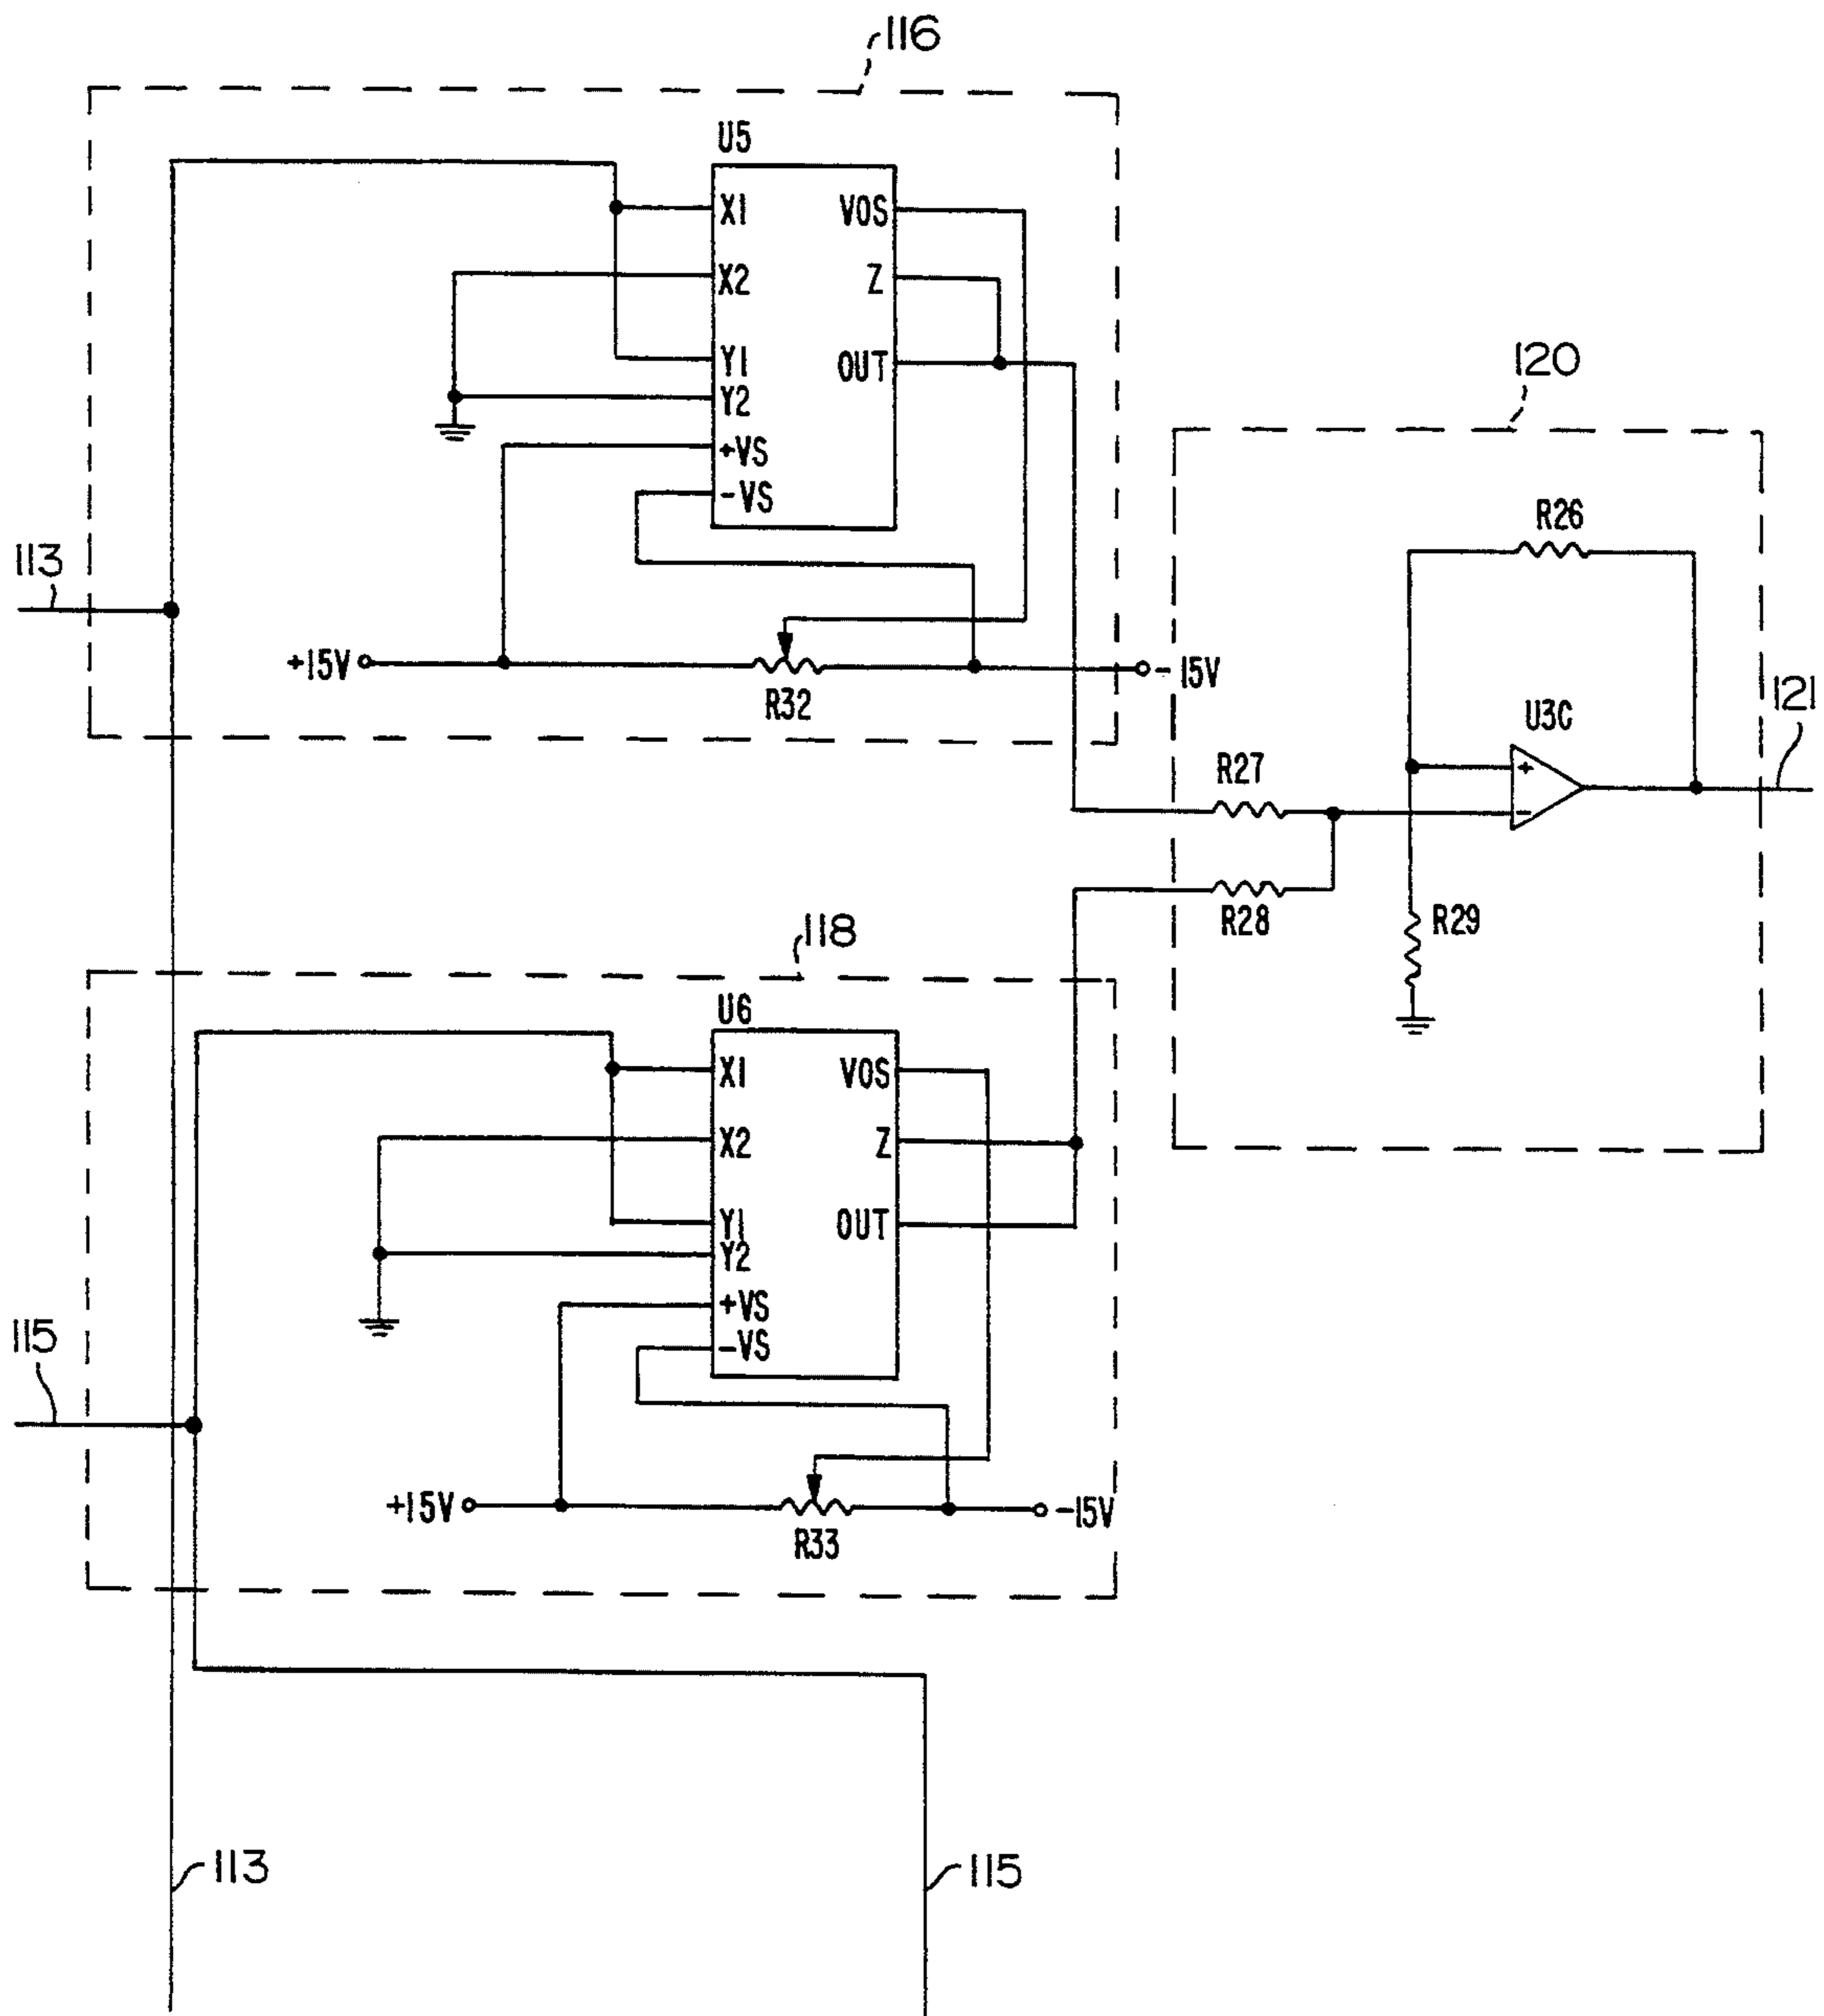 116
U5
X1
VOS
X2
Z
Y1
OUT
Y2
+VS
-VS
120
R26
113
+15V
-15V
R32
121
U3C
+
-
R27
R28
R29
118
U6
X1
VOS
X2
Z
Y1
OUT
Y2
+VS
-VS
115
+15V
-15V
R33
113
115